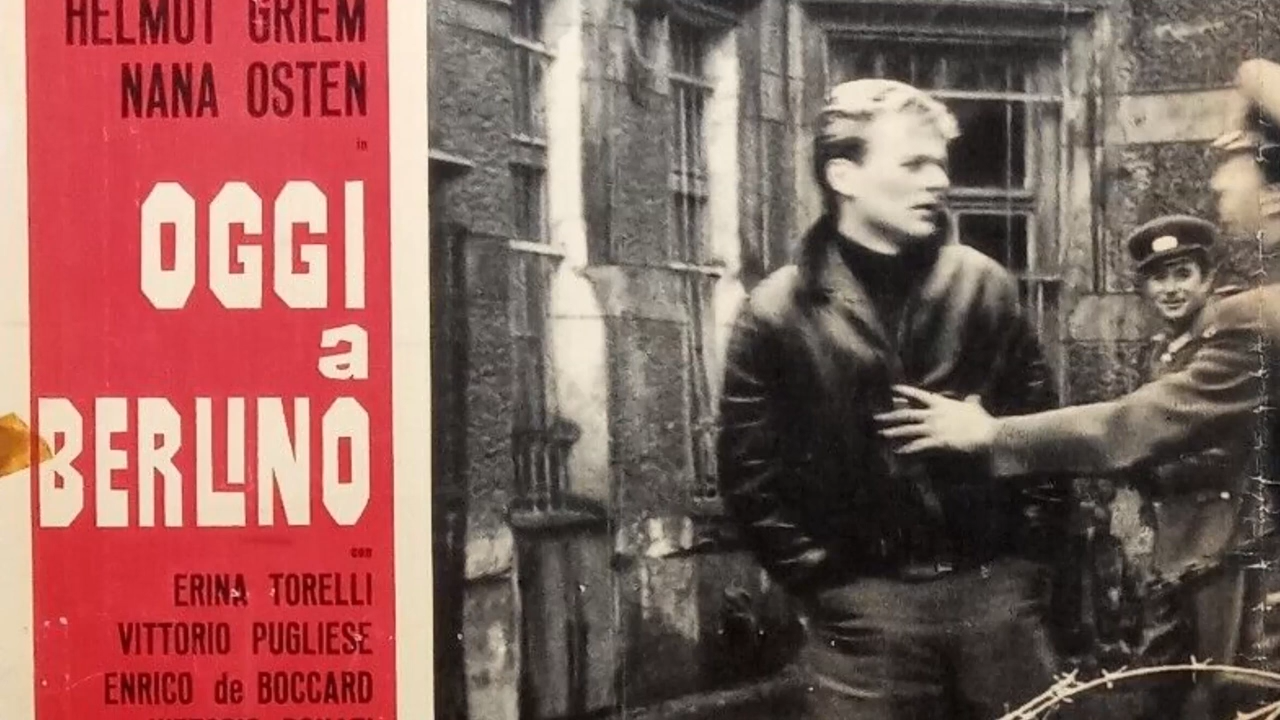 HELMUT GRIEM
NANA OSTEN
in
OGGI
a
BERLINO
con
ERINA TORELLI
VITTORIO PUGLIESE
ENRICO de BOCCARD